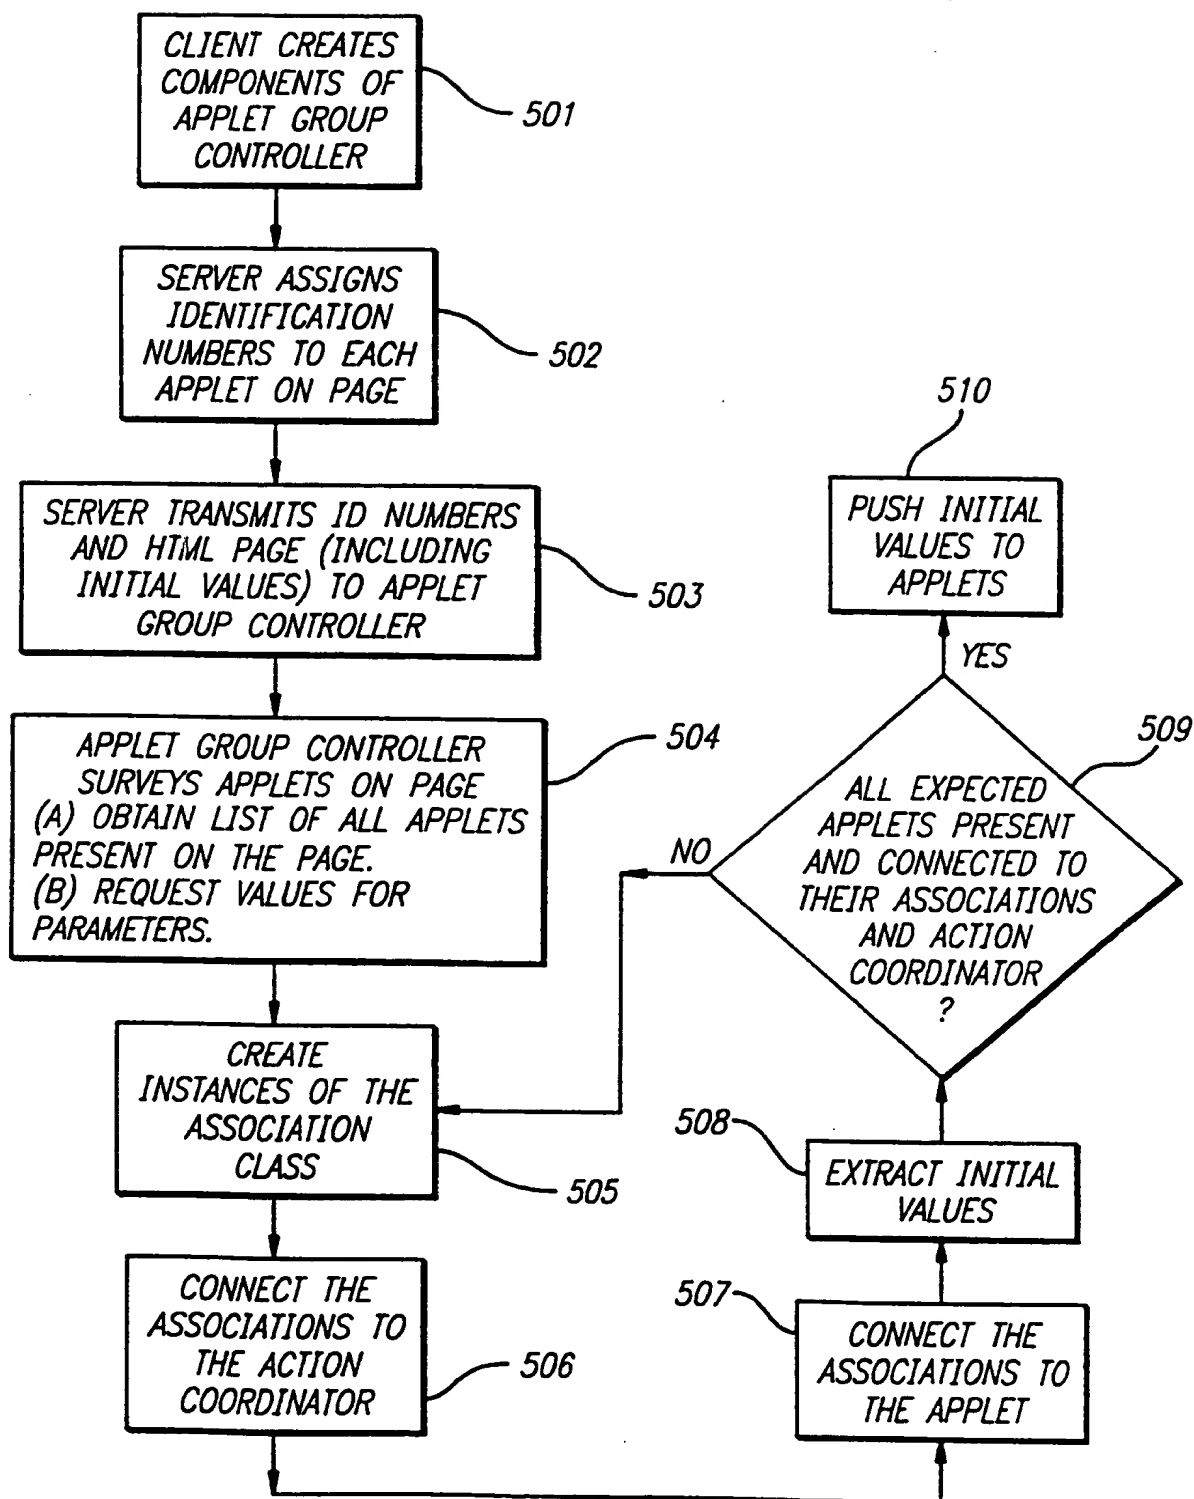 CLIENT CREATES
COMPONENTS OF
APPLET GROUP
CONTROLLER
501
SERVER ASSIGNS
IDENTIFICATION
NUMBERS TO EACH
APPLET ON PAGE
502
SERVER TRANSMITS ID NUMBERS
AND HTML PAGE (INCLUDING
INITIAL VALUES) TO APPLET
GROUP CONTROLLER
503
APPLET GROUP CONTROLLER
SURVEYS APPLETS ON PAGE
(A) OBTAIN LIST OF ALL APPLETS
PRESENT ON THE PAGE.
(B) REQUEST VALUES FOR
PARAMETERS.
504
CREATE
INSTANCES OF THE
ASSOCIATION
CLASS
505
CONNECT THE
ASSOCIATIONS TO
THE ACTION
COORDINATOR
506
507
CONNECT THE
ASSOCIATIONS TO
THE APPLET
508
EXTRACT INITIAL
VALUES
509
ALL EXPECTED
APPLETS PRESENT
AND CONNECTED TO
THEIR ASSOCIATIONS
AND ACTION
COORDINATOR
?
NO
YES
510
PUSH INITIAL
VALUES TO
APPLETS